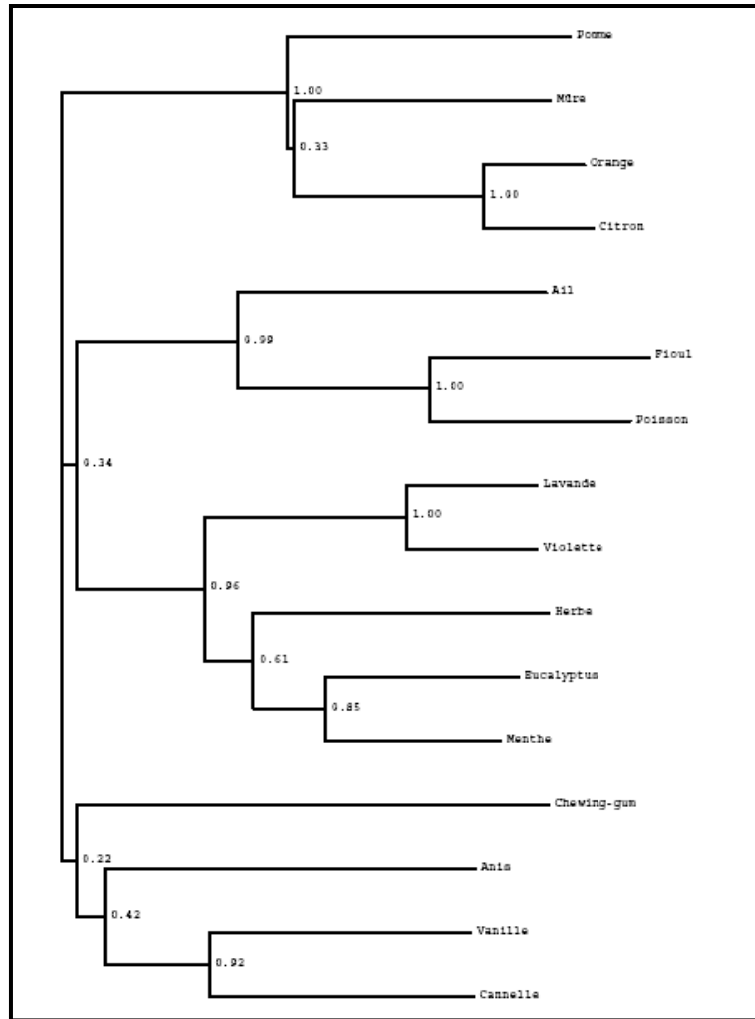 Pomme
1.00
Mûre
0.33
Orange
1.00
Citron
Ail
0.99
Fioul
1.00
Poisson
0.34
Lavande
1.00
Violette
0.96
Herbe
0.61
Eucalyptus
0.85
Menthe
Chewing-gum
0.22
Anis
0.42
Vanille
0.92
Cannelle